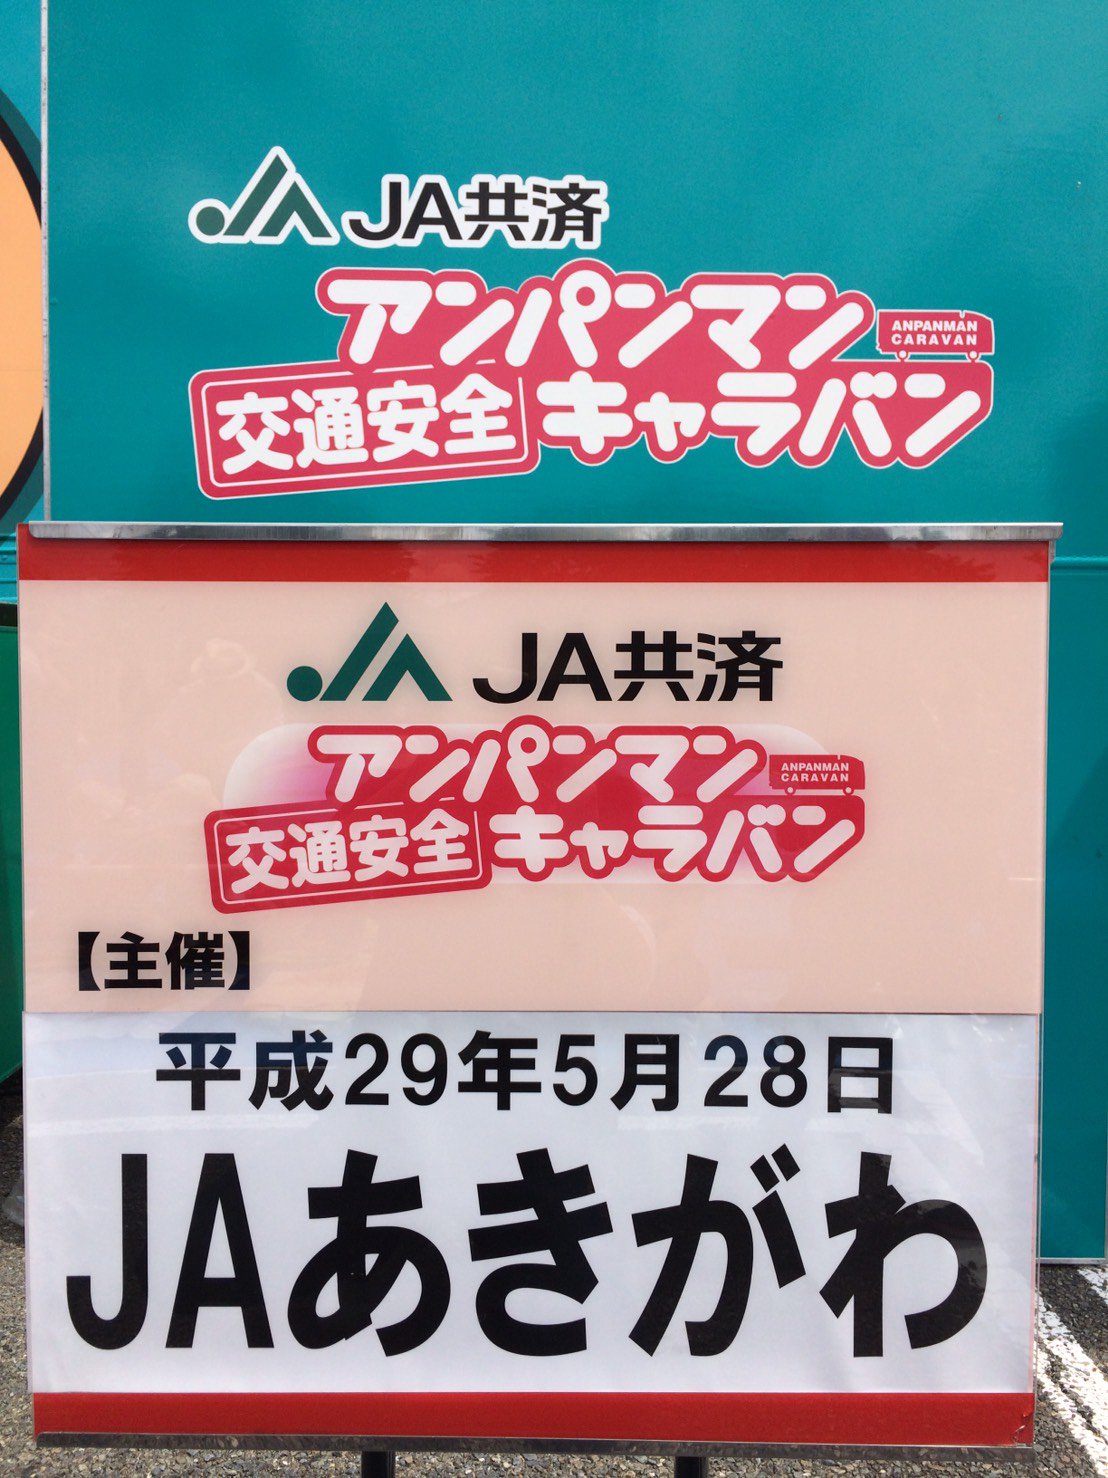 JA共済
アンパンマン
ANPANMAN
CARAVAN
交通安全キャラバン
JA共済
アンパンマン
ANPANMAN
CARAVAN
交通安全キャラバン
【主催】
平成29年5月28日
JAあきがわ